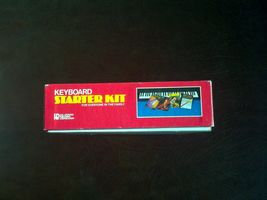 KEYBOARD
STARTER KIT
FOR EVERYONE IN THE FAMILY